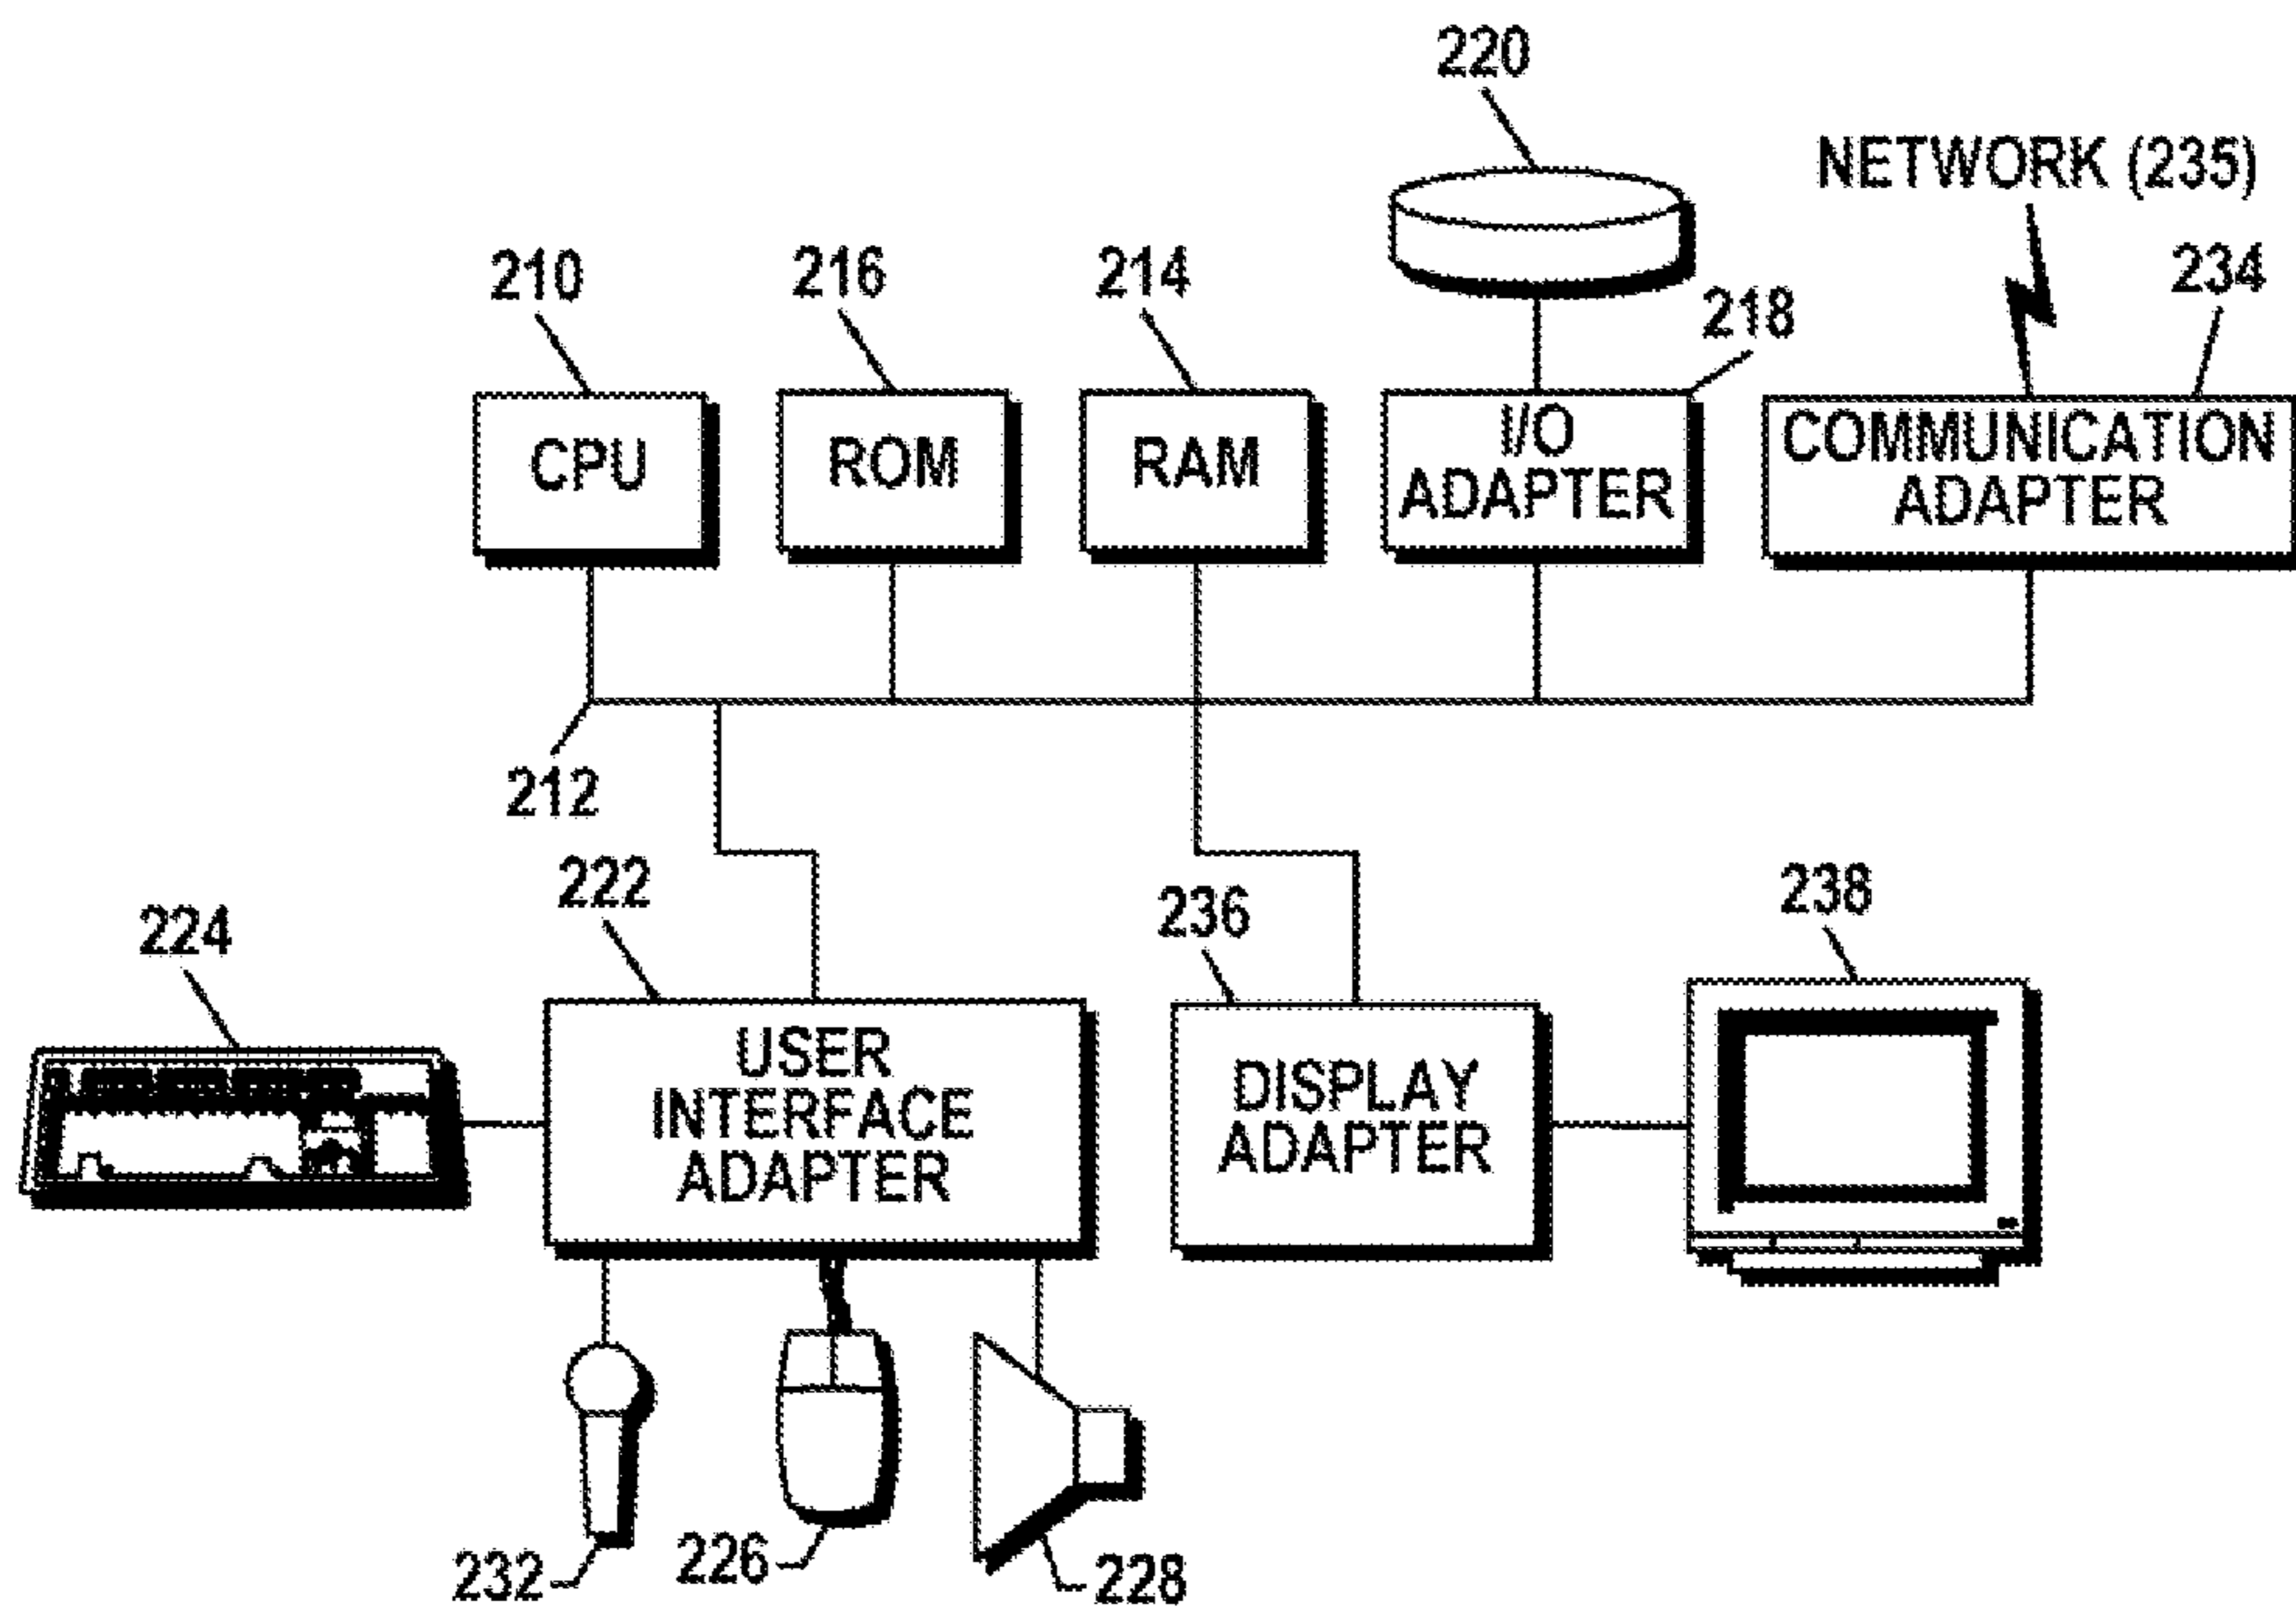 220
NETWORK (235)
210
216
214
218
234
CPU
ROM
RAM
I/O
ADAPTER
COMMUNICATION
ADAPTER
212
222
236
238
224
USER
INTERFACE
ADAPTER
DISPLAY
ADAPTER
232
226
228